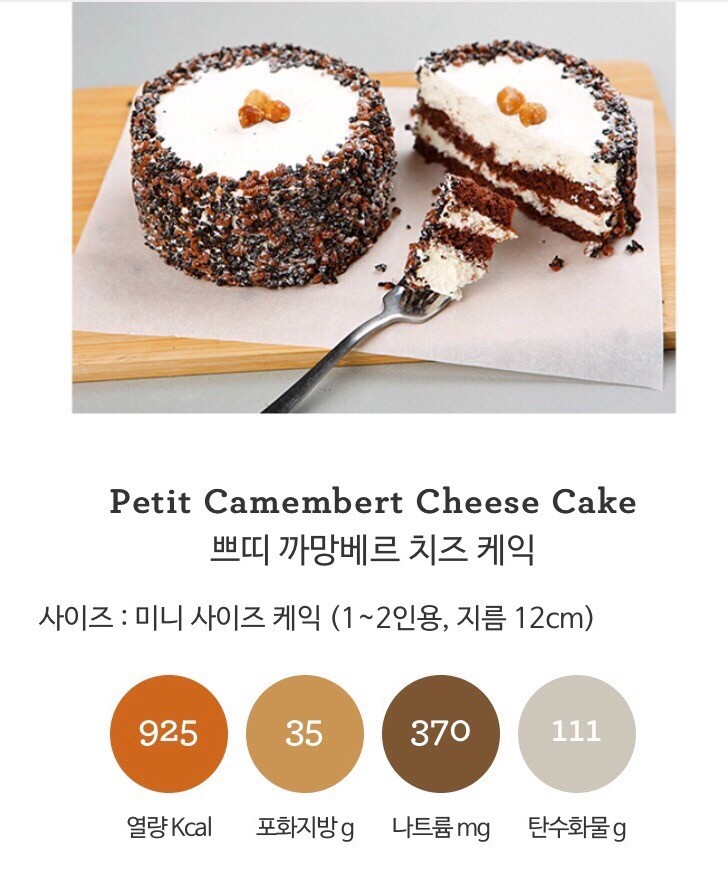 Petit Camembert Cheese Cake
쁘띠 까망베르 치즈 케익
사이즈 : 미니 사이즈 케익 (1~2인용, 지름 12cm)
925 35 370 111
열량 Kcal 포화지방 g 나트륨 mg 탄수화물 g